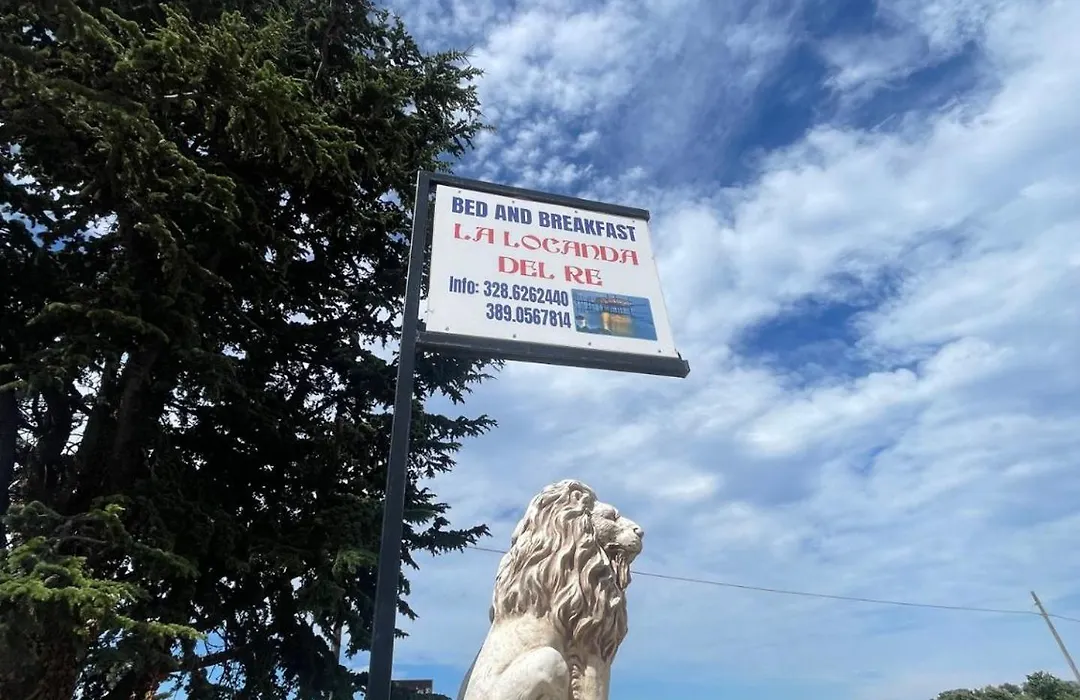 BED AND BREAKFAST
LA LOCANDA
DEL RE
Info: 328.6262440
389.0567814